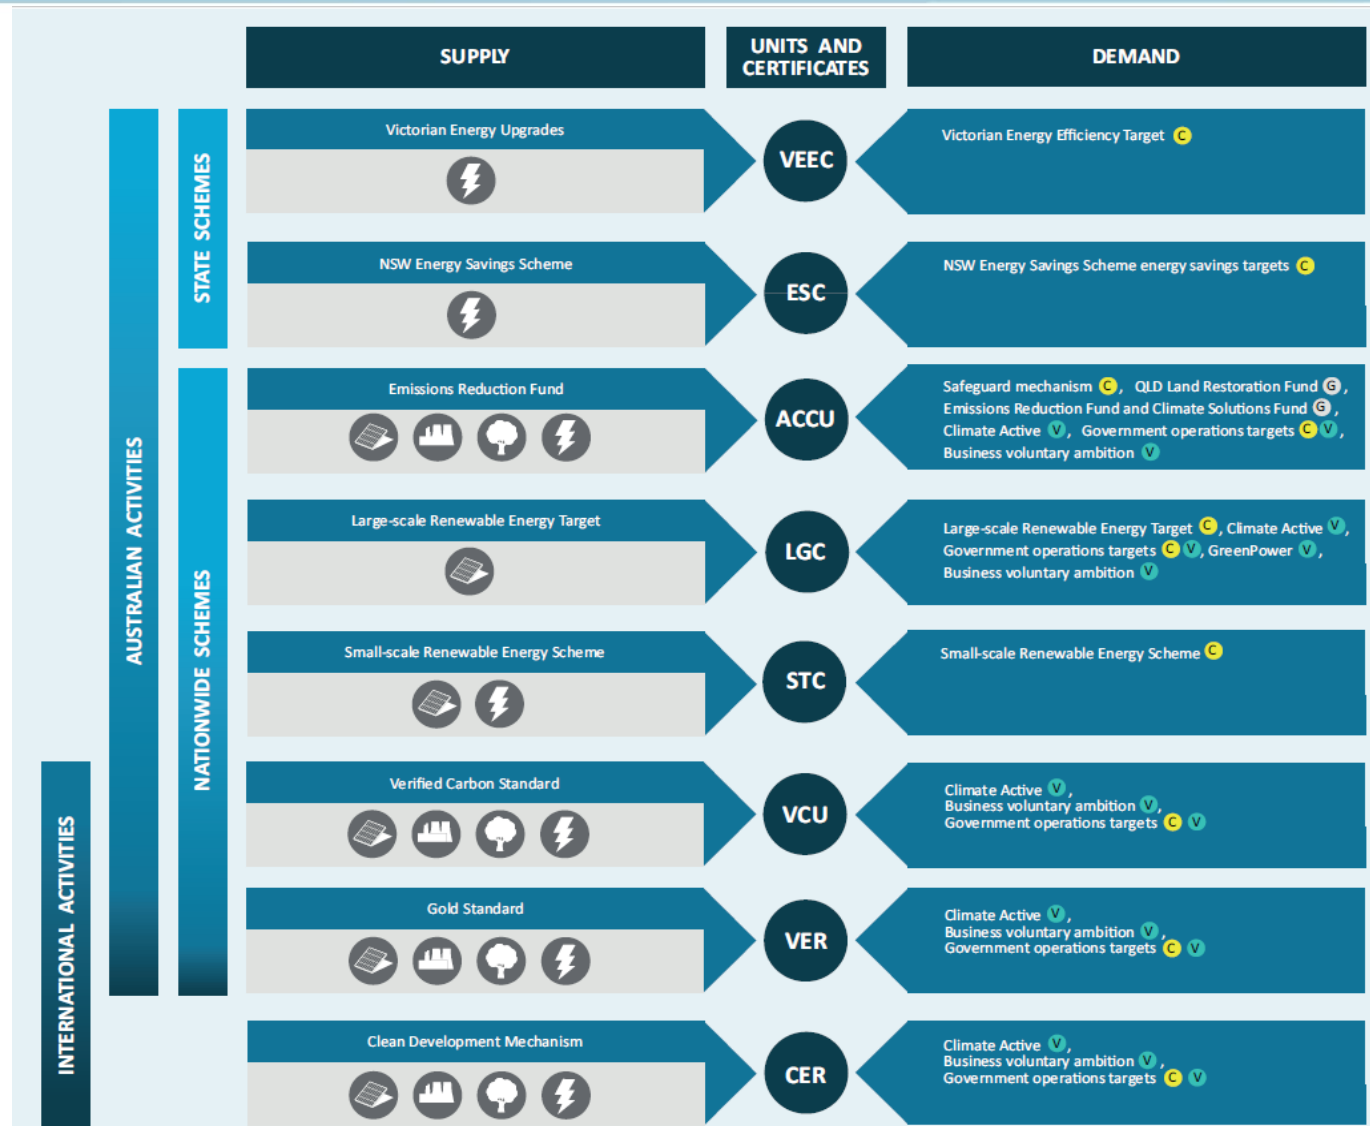 SUPPLY
UNITS AND
CERTIFICATES
DEMAND
AUSTRALIAN ACTIVITIES
STATE SCHEMES
NATIONWIDE SCHEMES
INTERNATIONAL ACTIVITIES
Victorian Energy Upgrades
VEEC
Victorian Energy Efficiency Target C
NSW Energy Savings Scheme
ESC
NSW Energy Savings Scheme energy savings targets C
Emissions Reduction Fund
ACCU
Safeguard mechanism C, QLD Land Restoration Fund G,
Emissions Reduction Fund and Climate Solutions Fund G,
Climate Active V, Government operations targets C V,
Business voluntary ambition V
Large-scale Renewable Energy Target
LGC
Large-scale Renewable Energy Target C, Climate Active V,
Government operations targets C V, GreenPower V,
Business voluntary ambition V
Small-scale Renewable Energy Scheme
STC
Small-scale Renewable Energy Scheme C
Verified Carbon Standard
VCU
Climate Active V,
Business voluntary ambition V,
Government operations targets C V
Gold Standard
VER
Climate Active V,
Business voluntary ambition V,
Government operations targets C V
Clean Development Mechanism
CER
Climate Active V,
Business voluntary ambition V,
Government operations targets C V